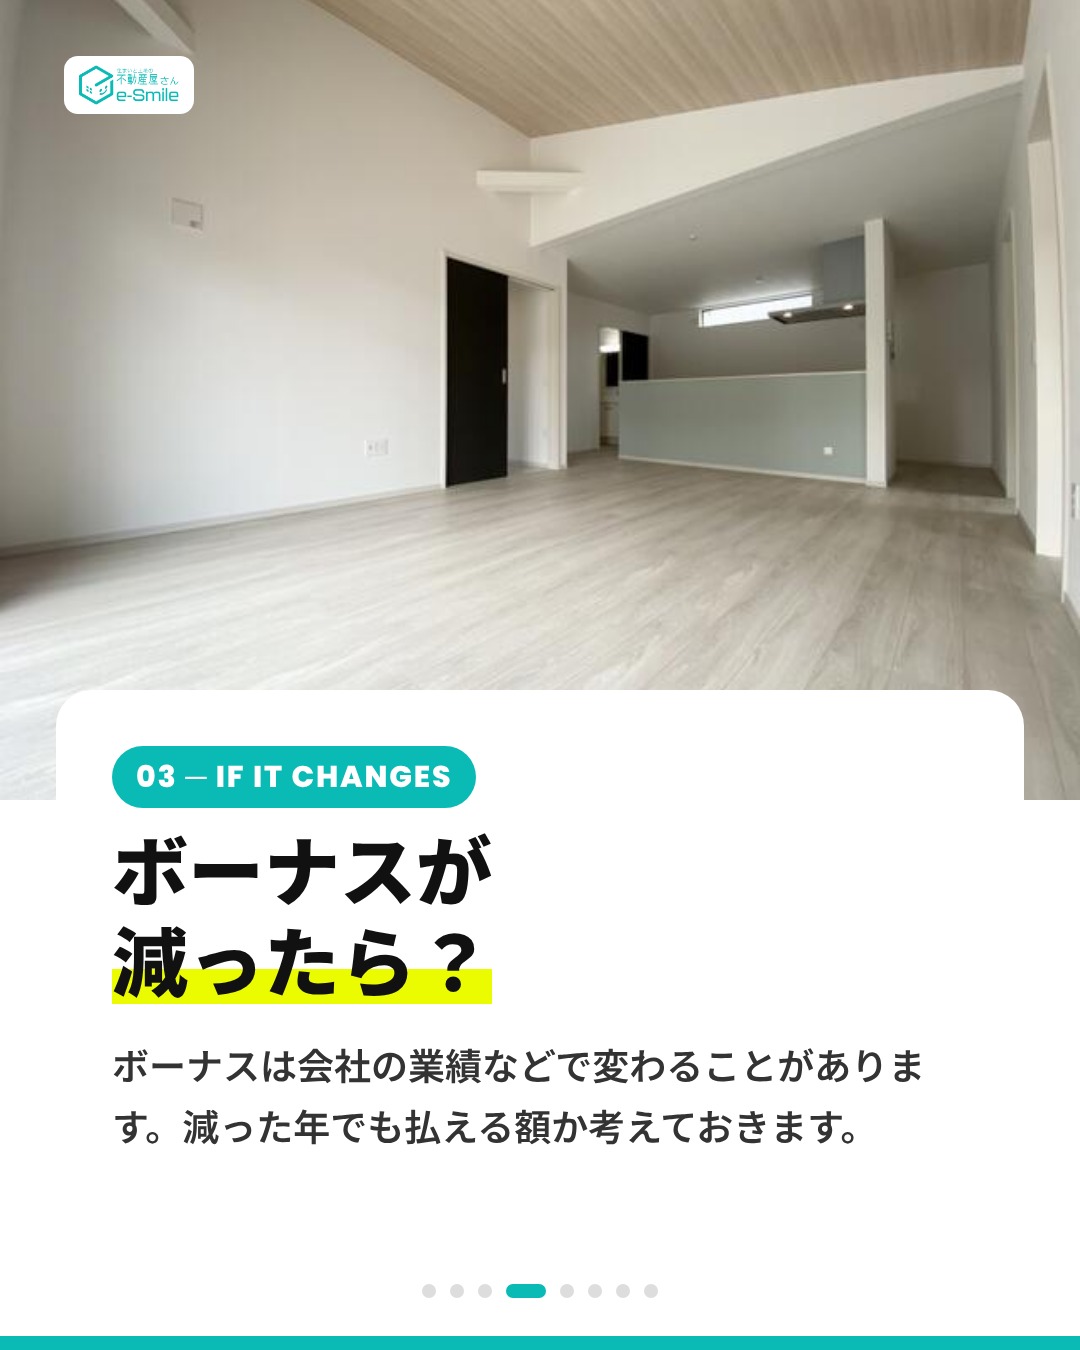 不動産屋さん
e-Smile
03 — IF IT CHANGES
ボーナスが
減ったら？
ボーナスは会社の業績などで変わることがありま
す。減った年でも払える額か考えておきます。